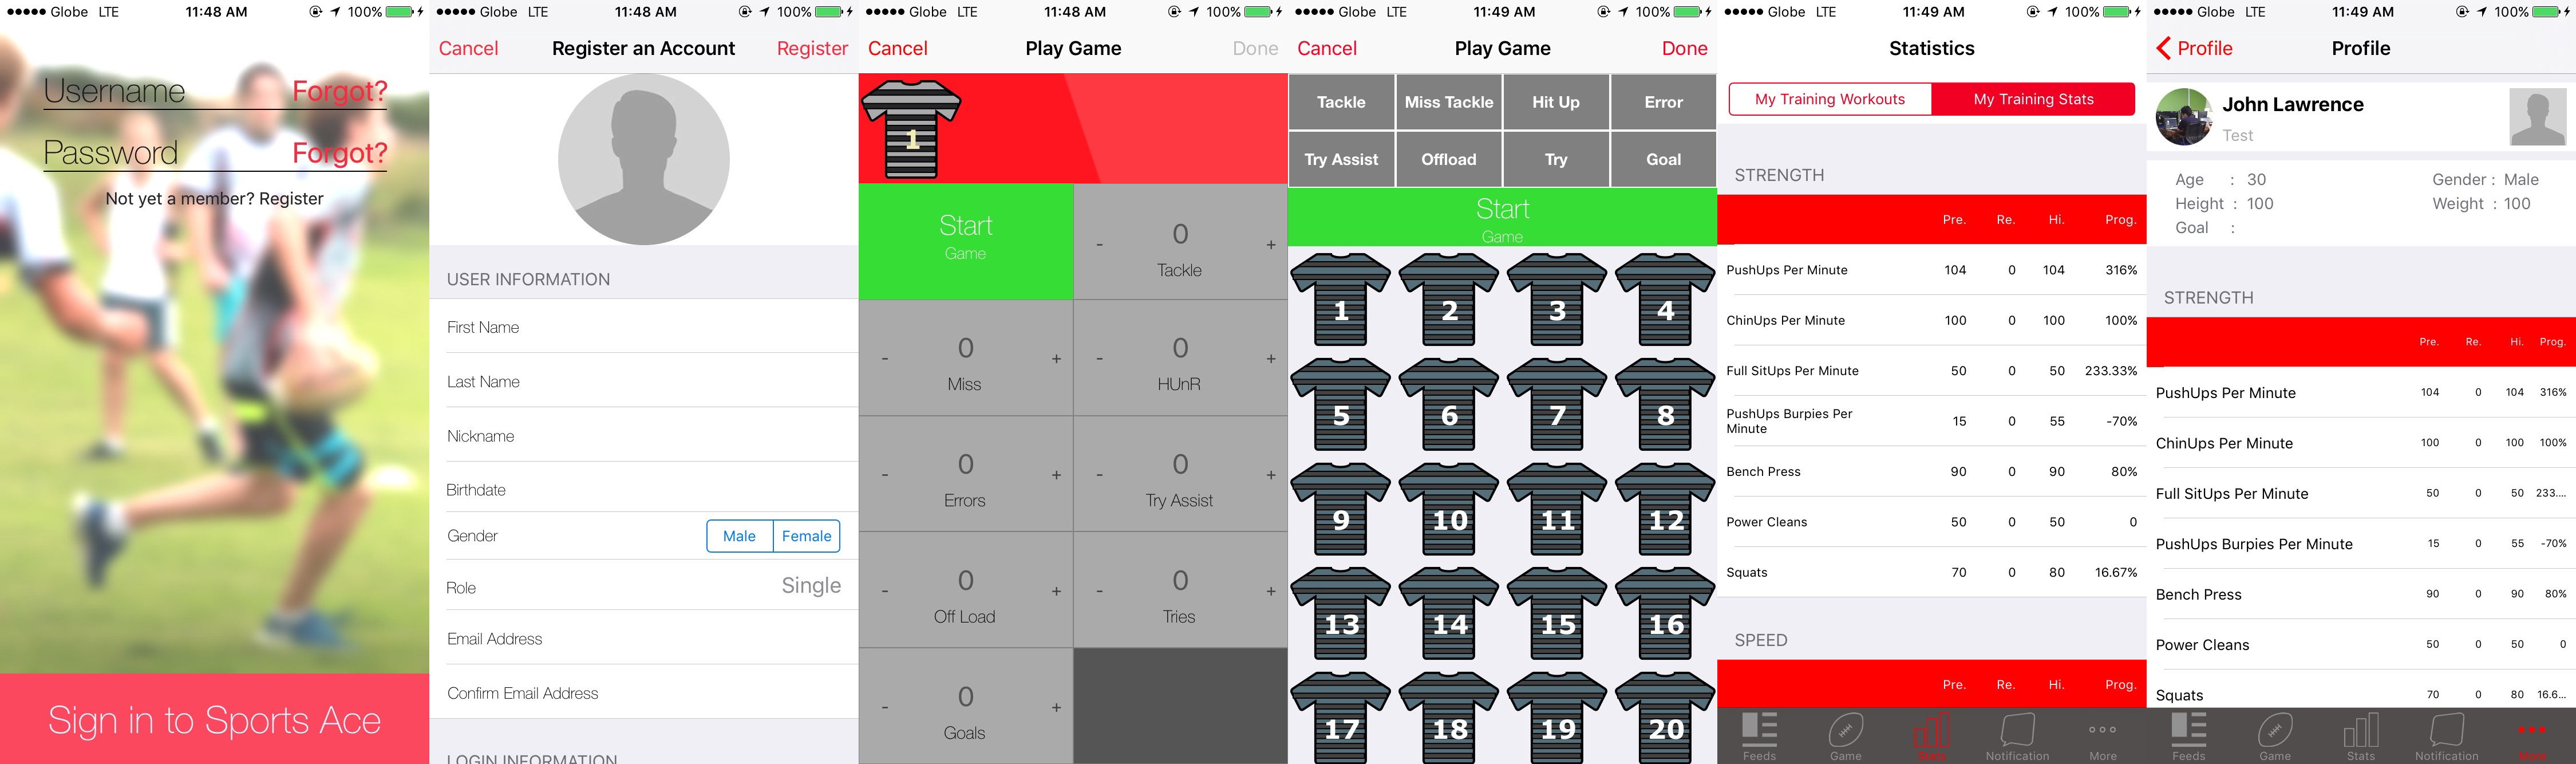 Globe LTE 11:48 AM 100%
Username Forgot?
Password Forgot?
Not yet a member? Register
Sign in to Sports Ace
Globe LTE 11:48 AM 100%
Cancel Register an Account Register
USER INFORMATION
First Name
Last Name
Nickname
Birthdate
Gender Male Female
Role Single
Email Address
Confirm Email Address
LOGIN INFORMATION
Globe LTE 11:48 AM 100%
Cancel Play Game Done
1
Start
Game
- 0 +
Tackle
- 0 +
Miss
- 0 +
HUnR
- 0 +
Errors
- 0 +
Try Assist
- 0 +
Off Load
- 0 +
Tries
- 0 +
Goals
Globe LTE 11:49 AM 100%
Cancel Play Game Done
Tackle Miss Tackle Hit Up Error
Try Assist Offload Try Goal
Start
Game
1 2 3 4
5 6 7 8
9 10 11 12
13 14 15 16
17 18 19 20
Globe LTE 11:49 AM 100%
Statistics
My Training Workouts My Training Stats
STRENGTH
Pre. Re. Hi. Prog.
PushUps Per Minute 104 0 104 316%
ChinUps Per Minute 100 0 100 100%
Full SitUps Per Minute 50 0 50 233.33%
PushUps Burpies Per
Minute 15 0 55 -70%
Bench Press 90 0 90 80%
Power Cleans 50 0 50 0
Squats 70 0 80 16.67%
SPEED
Pre. Re. Hi. Prog.
Feeds Game Stats Notification More
Globe LTE 11:49 AM 100%
Profile Profile
John Lawrence
Test
Age : 30 Gender : Male
Height : 100 Weight : 100
Goal :
STRENGTH
Pre. Re. Hi. Prog.
PushUps Per Minute 104 0 104 316%
ChinUps Per Minute 100 0 100 100%
Full SitUps Per Minute 50 0 50 233....
PushUps Burpies Per Minute 15 0 55 -70%
Bench Press 90 0 90 80%
Power Cleans 50 0 50 0
Squats 70 0 80 16.6...
Feeds Game Stats Notification More